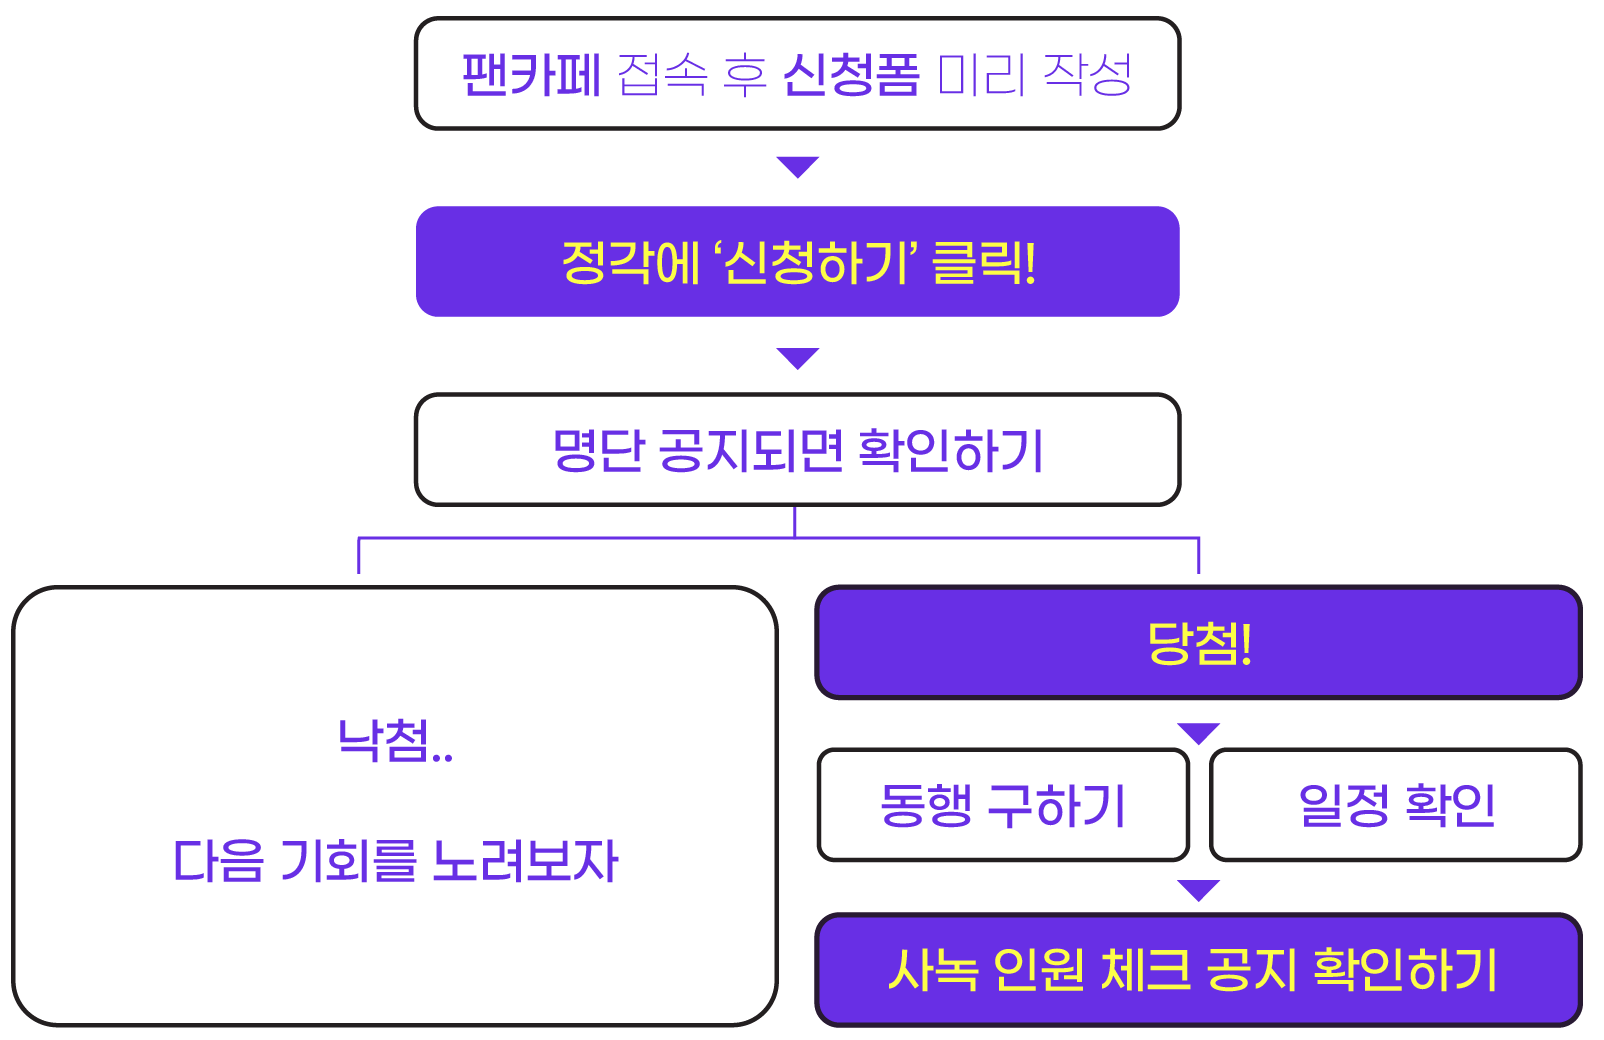 팬카페 접속 후 신청폼 미리 작성
정각에 ‘신청하기’ 클릭!
명단 공지되면 확인하기
낙첨..
다음 기회를 노려보자
당첨!
동행 구하기
일정 확인
사녹 인원 체크 공지 확인하기